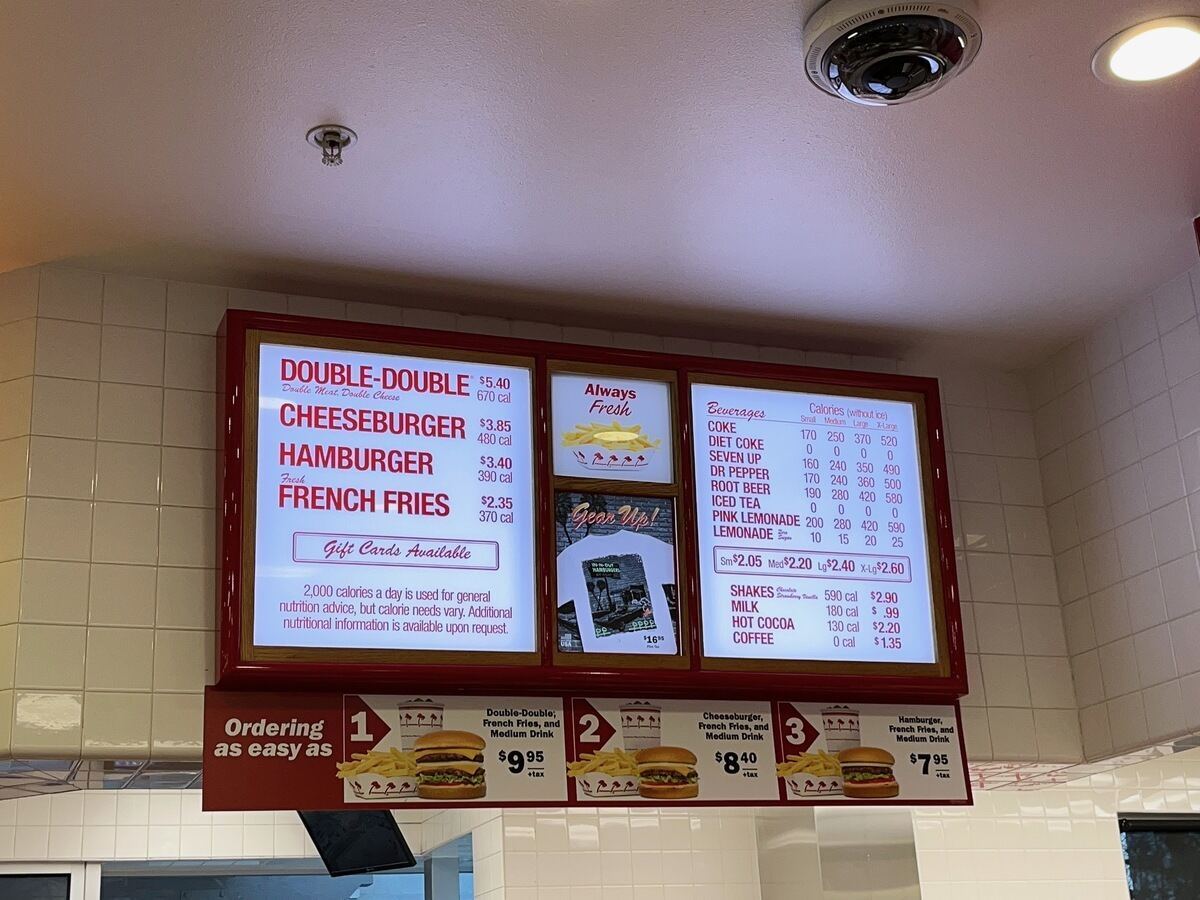 DOUBLE-DOUBLE $5.40
Double Meat, Double Cheese 670 cal
CHEESEBURGER $3.85
480 cal
HAMBURGER $3.40
390 cal
Fresh
FRENCH FRIES $2.35
370 cal
Gift Cards Available
2,000 calories a day is used for general
nutrition advice, but calorie needs vary. Additional
nutritional information is available upon request.
Always
Fresh
Gear Up!
IN-N-OUT
HAMBURGERS
USA
$16.95
Beverages Calories (without ice)
Small Medium Large X-Large
COKE 170 250 370 520
DIET COKE 0 0 0 0
SEVEN UP 160 240 350 490
DR PEPPER 170 240 360 500
ROOT BEER 190 280 420 580
ICED TEA 0 0 0 0
PINK LEMONADE 200 280 420 590
LEMONADE Zero Sugar 10 15 20 25
Sm $2.05 Med $2.20 Lg $2.40 X-Lg $2.60
SHAKES Chocolate Strawberry Vanilla 590 cal $2.90
MILK 180 cal $ .99
HOT COCOA 130 cal $2.20
COFFEE 0 cal $1.35
Ordering
as easy as
1
Double-Double,
French Fries, and
Medium Drink
$9 95
+tax
2
Cheeseburger,
French Fries, and
Medium Drink
$8 40
+tax
3
Hamburger,
French Fries, and
Medium Drink
$7 95
+tax